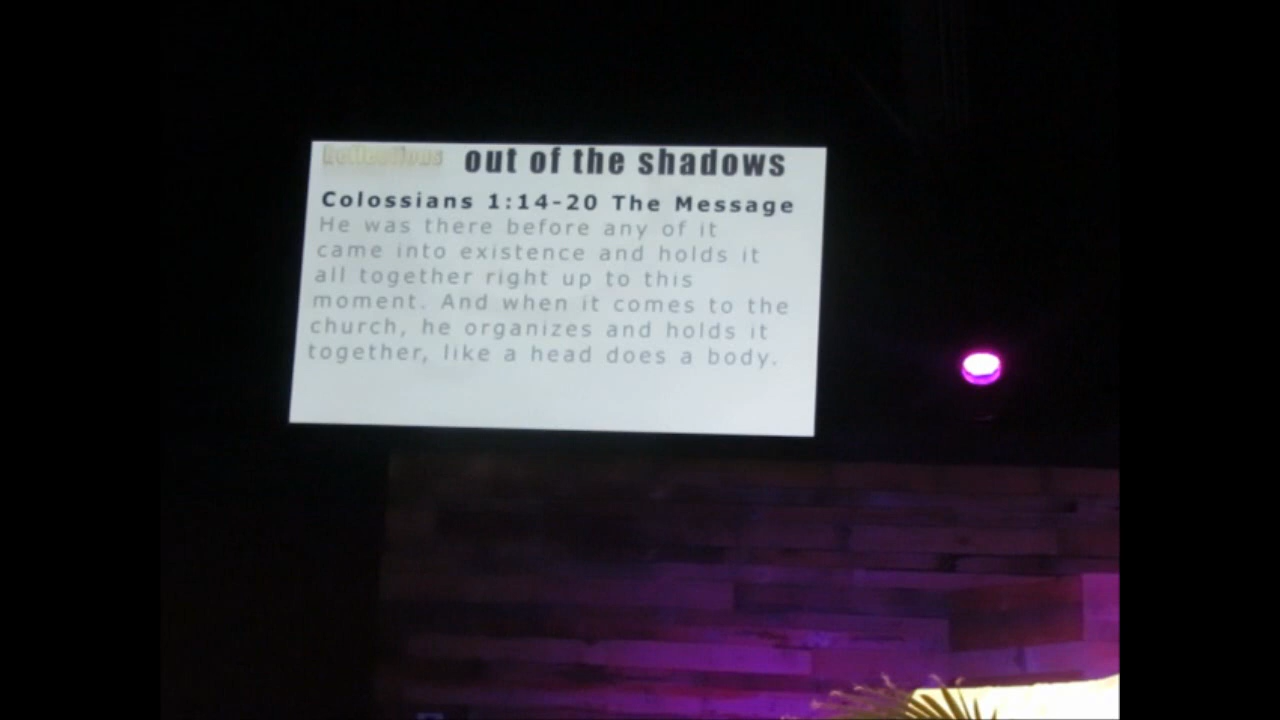 Reflections out of the shadows
Colossians 1:14-20 The Message
He was there before any of it
came into existence and holds it
all together right up to this
moment. And when it comes to the
church, he organizes and holds it
together, like a head does a body.